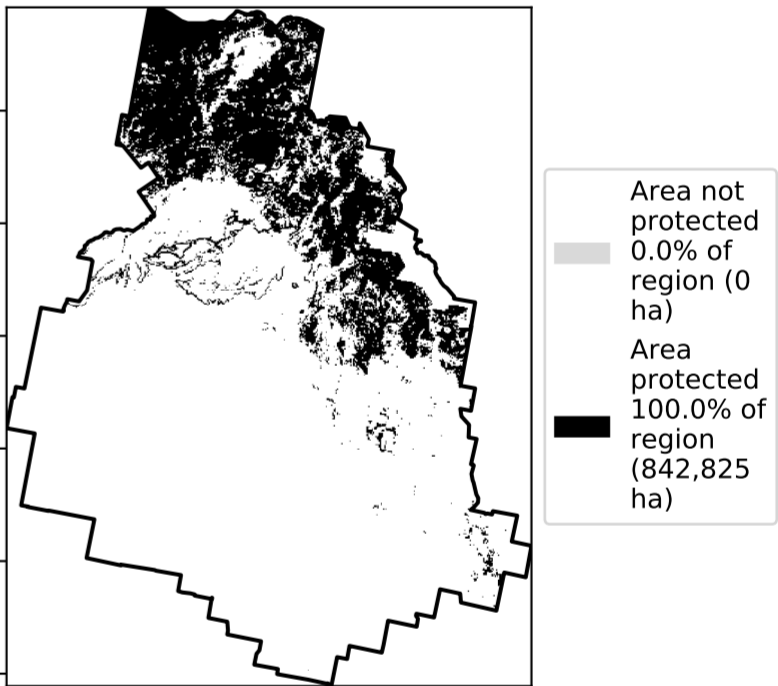 Area not
protected
0.0% of
region (0
ha)
Area
protected
100.0% of
region
(842,825
ha)